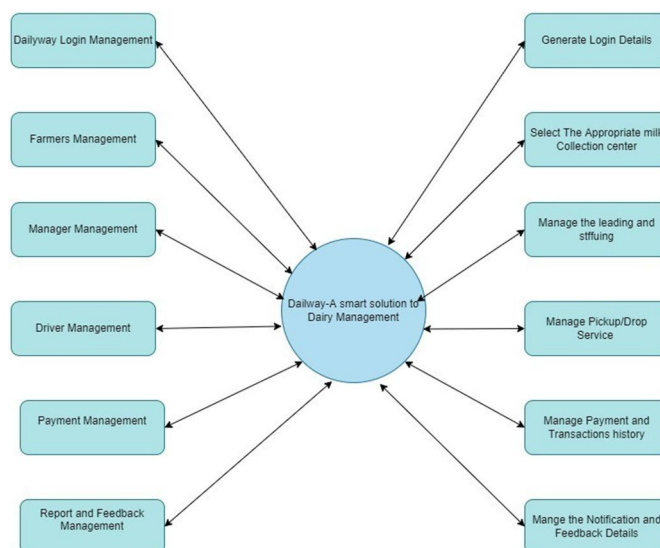 Dailyway Login Management
Generate Login Details
Farmers Management
Select The Appropriate milk
Collection center
Manager Management
Manage the leading and
stffuing
Dailway-A smart solution to
Dairy Management
Driver Management
Manage Pickup/Drop
Service
Payment Management
Manage Payment and
Transactions history
Report and Feedback
Management
Mange the Notification and
Feedback Details